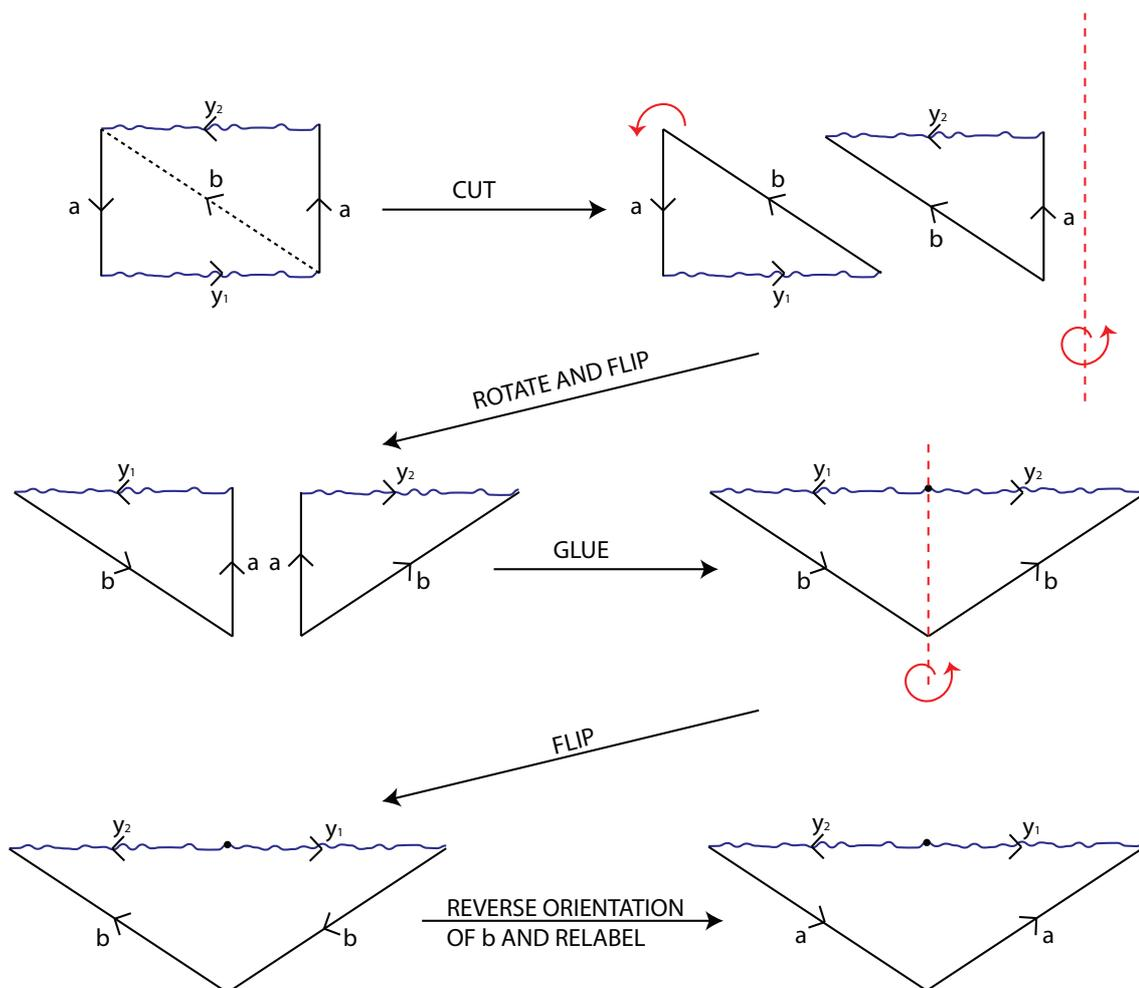 y₂
b
a
a
y₁
CUT
b
a
y₁
y₂
a
b
ROTATE AND FLIP
y₁
a
b
y₂
a
b
GLUE
y₁
y₂
b
b
FLIP
y₂
y₁
b
b
REVERSE ORIENTATION
OF b AND RELABEL
y₂
y₁
a
a